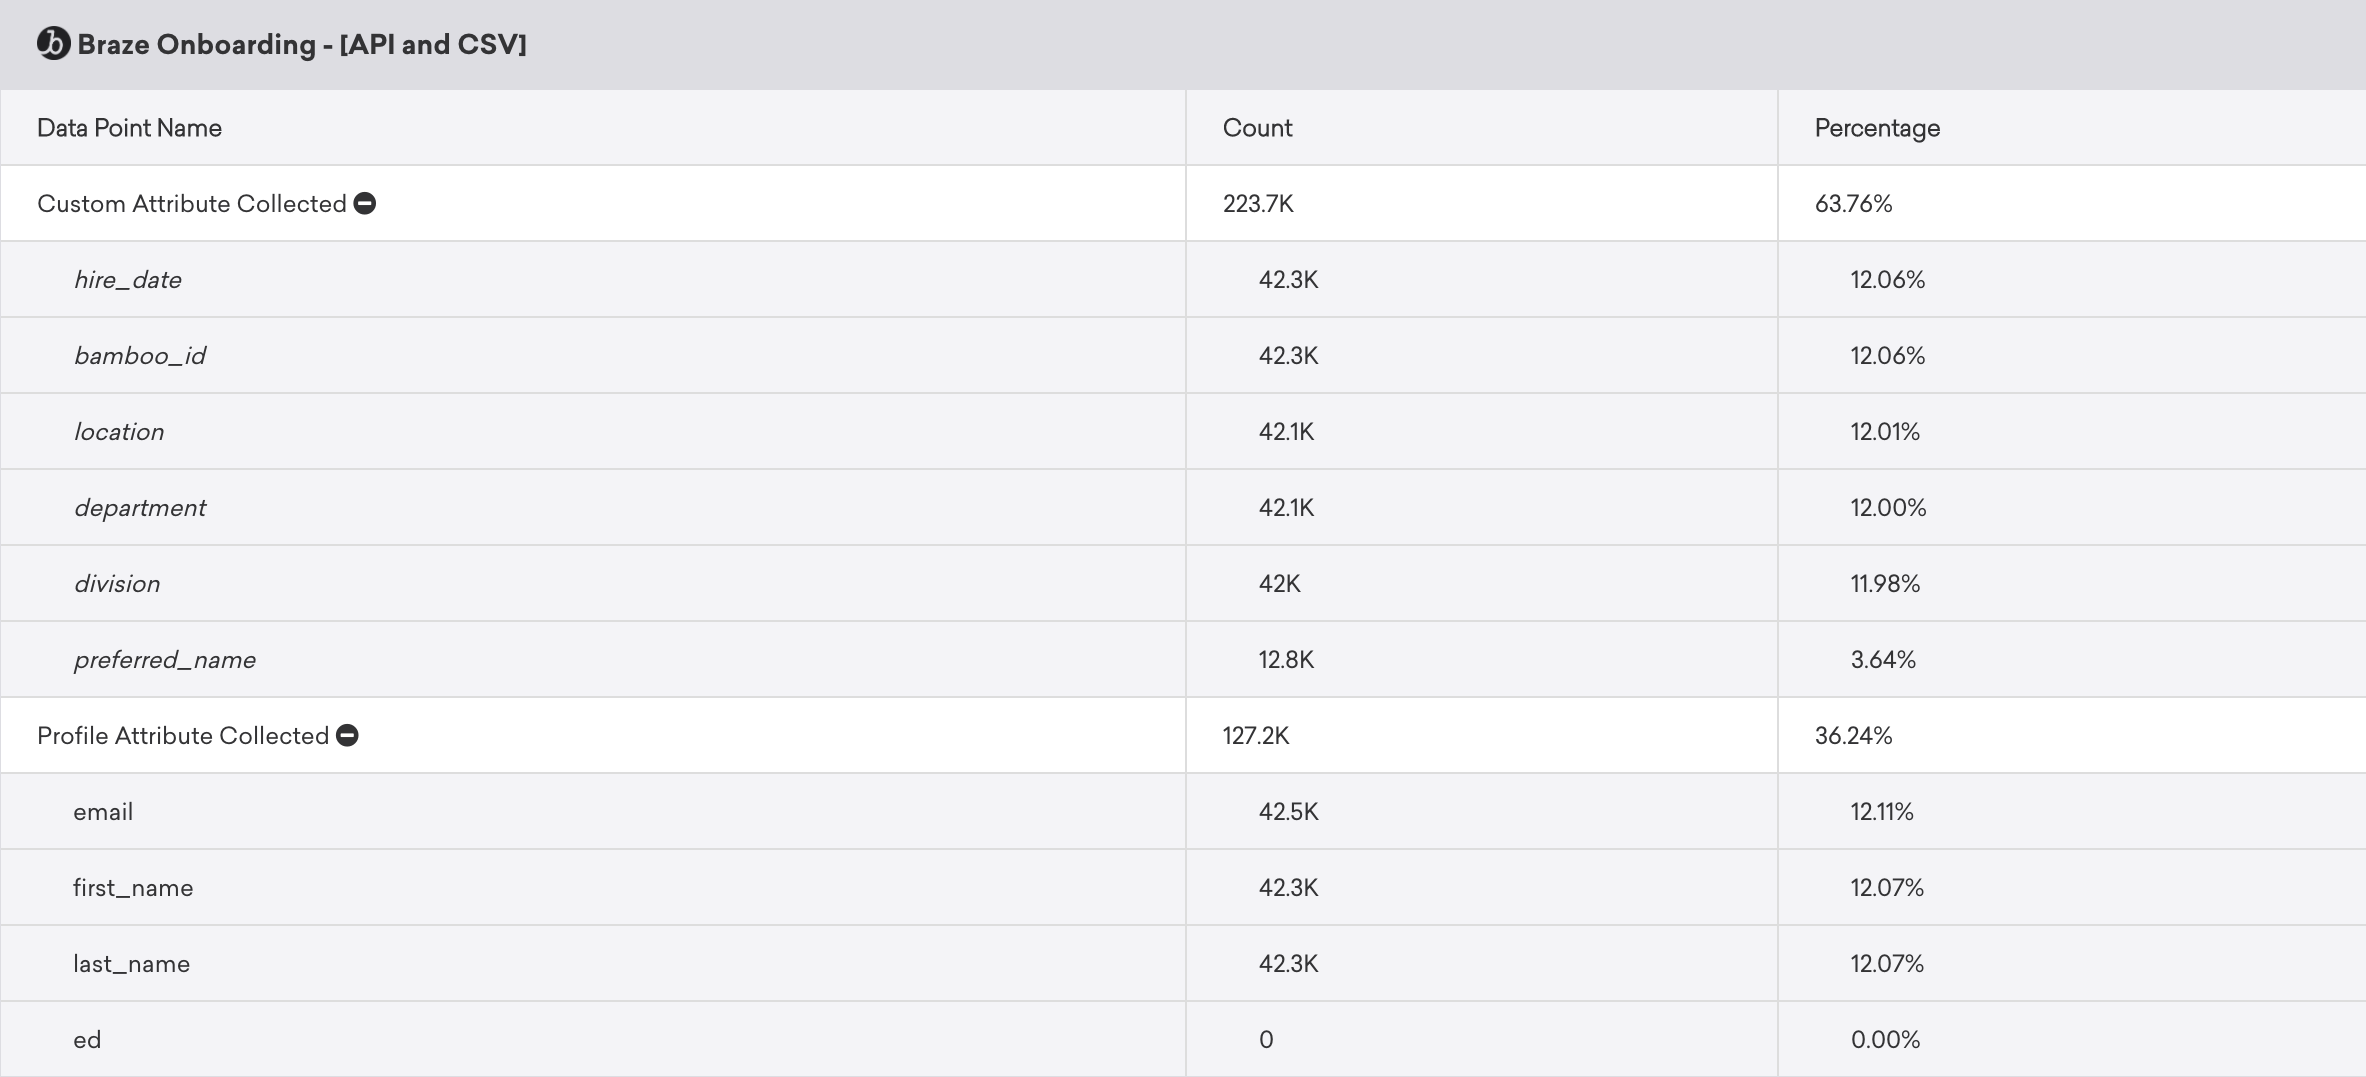 Braze Onboarding - [API and CSV]
Data Point Name Count Percentage
Custom Attribute Collected 223.7K 63.76%
hire_date 42.3K 12.06%
bamboo_id 42.3K 12.06%
location 42.1K 12.01%
department 42.1K 12.00%
division 42K 11.98%
preferred_name 12.8K 3.64%
Profile Attribute Collected 127.2K 36.24%
email 42.5K 12.11%
first_name 42.3K 12.07%
last_name 42.3K 12.07%
ed 0 0.00%